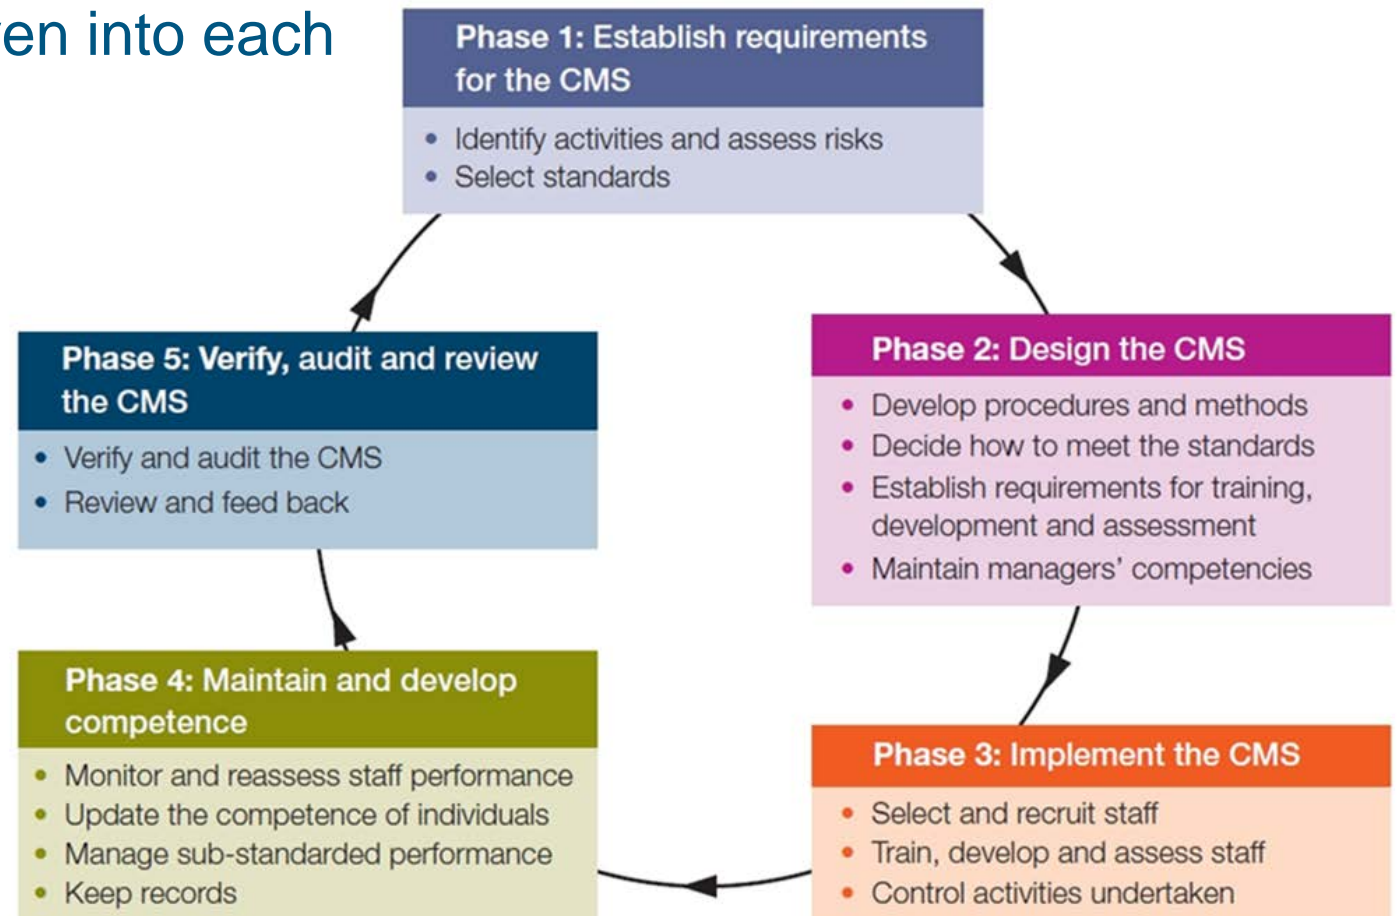 ven into each
Phase 1: Establish requirements
for the CMS
• Identify activities and assess risks
• Select standards
Phase 2: Design the CMS
• Develop procedures and methods
• Decide how to meet the standards
• Establish requirements for training,
development and assessment
• Maintain managers’ competencies
Phase 3: Implement the CMS
• Select and recruit staff
• Train, develop and assess staff
• Control activities undertaken
Phase 4: Maintain and develop
competence
• Monitor and reassess staff performance
• Update the competence of individuals
• Manage sub-standarded performance
• Keep records
Phase 5: Verify, audit and review
the CMS
• Verify and audit the CMS
• Review and feed back